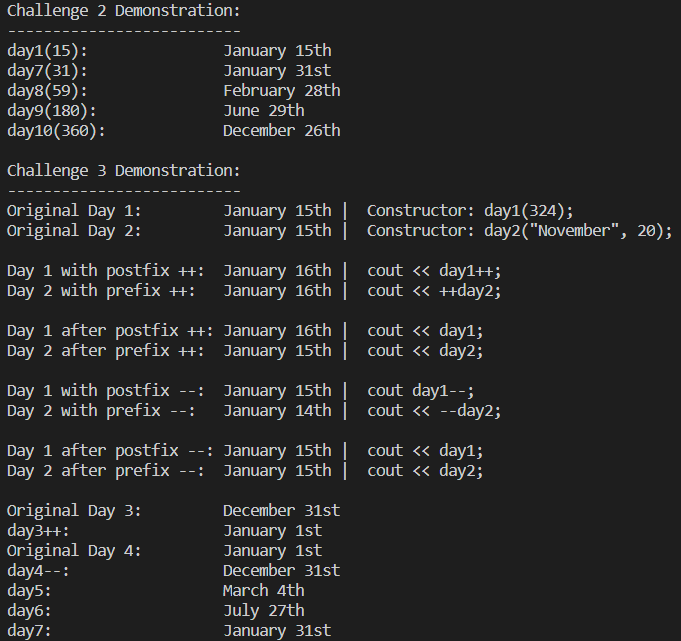 Challenge 2 Demonstration:
--------------------------
day1(15):               January 15th
day7(31):               January 31st
day8(59):               February 28th
day9(180):              June 29th
day10(360):             December 26th

Challenge 3 Demonstration:
--------------------------
Original Day 1:         January 15th |  Constructor: day1(324);
Original Day 2:         January 15th |  Constructor: day2("November", 20);

Day 1 with postfix ++:  January 16th |  cout << day1++;
Day 2 with prefix ++:   January 16th |  cout << ++day2;

Day 1 after postfix ++: January 16th |  cout << day1;
Day 2 after prefix ++:  January 15th |  cout << day2;

Day 1 with postfix --:  January 15th |  cout day1--;
Day 2 with prefix --:   January 14th |  cout << --day2;

Day 1 after postfix --: January 15th |  cout << day1;
Day 2 after prefix --:  January 15th |  cout << day2;

Original Day 3:         December 31st
day3++:                 January 1st
Original Day 4:         January 1st
day4--:                 December 31st
day5:                   March 4th
day6:                   July 27th
day7:                   January 31st